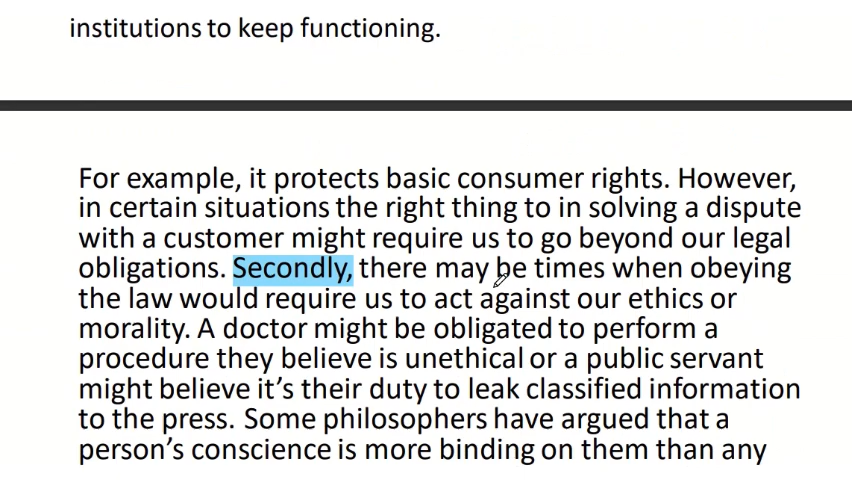 institutions to keep functioning.
For example, it protects basic consumer rights. However,
in certain situations the right thing to in solving a dispute
with a customer might require us to go beyond our legal
obligations. Secondly, there may be times when obeying
the law would require us to act against our ethics or
morality. A doctor might be obligated to perform a
procedure they believe is unethical or a public servant
might believe it’s their duty to leak classified information
to the press. Some philosophers have argued that a
person’s conscience is more binding on them than any